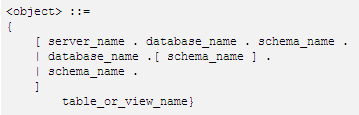 <object> ::=
{
[ server_name . database_name . schema_name .
| database_name .[ schema_name ] .
| schema_name .
]
table_or_view_name}